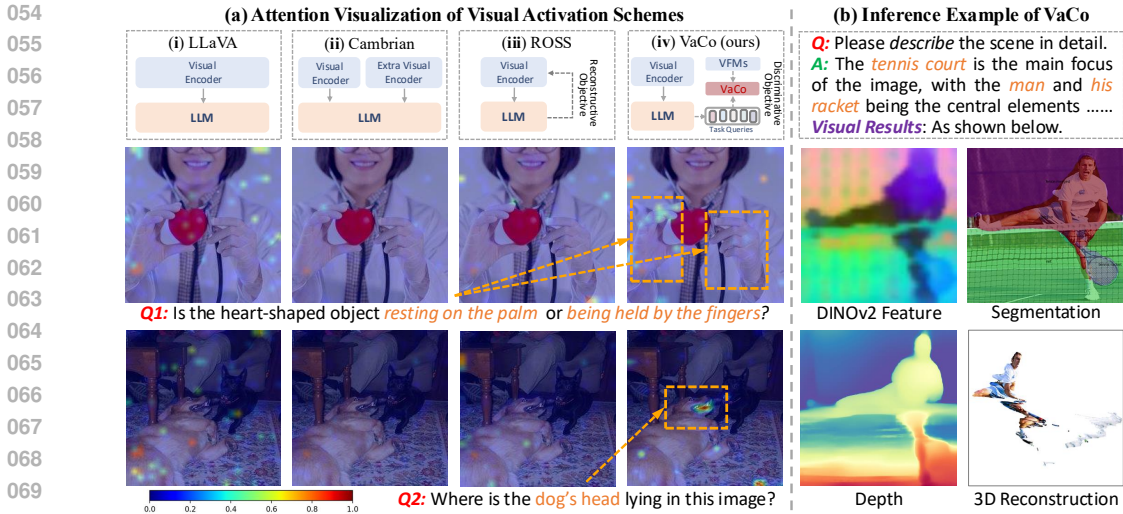 054
055
056
057
058
059
060
061
062
063
064
065
066
067
068
069
(a) Attention Visualization of Visual Activation Schemes
(i) LLaVA
Visual
Encoder
LLM
(ii) Cambrian
Visual
Encoder
Extra Visual
Encoder
LLM
(iii) ROSS
Visual
Encoder
LLM
Reconstructive
Objective
(iv) VaCo (ours)
Visual
Encoder
LLM
VFMs
VaCo
Task Queries
Discriminative
Objective
Q1: Is the heart-shaped object resting on the palm or being held by the fingers?
0.0 0.2 0.4 0.6 0.8 1.0
Q2: Where is the dog's head lying in this image?
(b) Inference Example of VaCo
Q: Please describe the scene in detail.
A: The tennis court is the main focus
of the image, with the man and his
racket being the central elements ......
Visual Results: As shown below.
DINOv2 Feature
Segmentation
Depth
3D Reconstruction